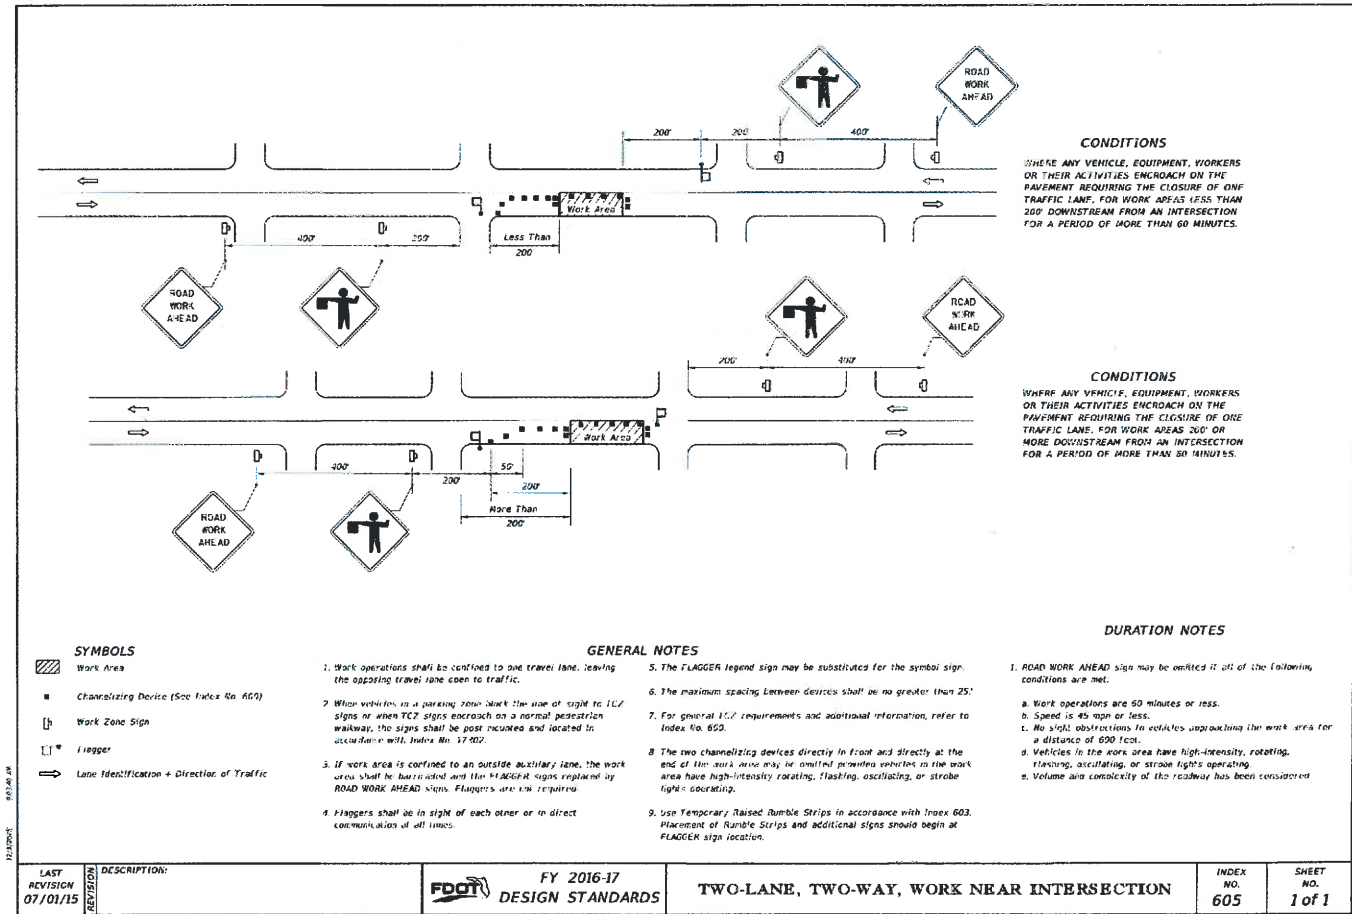 ROAD
WORK
AHEAD
200'
200'
400'
CONDITIONS
WHERE ANY VEHICLE, EQUIPMENT, WORKERS
OR THEIR ACTIVITIES ENCROACH ON THE
PAVEMENT REQUIRING THE CLOSURE OF ONE
TRAFFIC LANE, FOR WORK AREAS LESS THAN
200' DOWNSTREAM FROM AN INTERSECTION
FOR A PERIOD OF MORE THAN 60 MINUTES.
Work Area
400'
200'
Less Than
200'
ROAD
WORK
AHEAD
ROAD
WORK
AHEAD
200'
400'
CONDITIONS
WHERE ANY VEHICLE, EQUIPMENT, WORKERS
OR THEIR ACTIVITIES ENCROACH ON THE
PAVEMENT REQUIRING THE CLOSURE OF ONE
TRAFFIC LANE, FOR WORK AREAS 200' OR
MORE DOWNSTREAM FROM AN INTERSECTION
FOR A PERIOD OF MORE THAN 60 MINUTES.
Work Area
400'
200'
50'
200'
More Than
200'
ROAD
WORK
AHEAD
SYMBOLS
Work Area
Channelizing Device (See Index No. 600)
Work Zone Sign
Flagger
Lane Identification + Direction of Traffic
GENERAL NOTES
1. Work operations shall be confined to one travel lane, leaving
the opposing travel lane open to traffic.
2. When vehicles in a parking zone block the line of sight to TCZ
signs or when TCZ signs encroach on a normal pedestrian
walkway, the signs shall be post mounted and located in
accordance with Index No. 17302.
3. If work area is confined to an outside auxiliary lane, the work
area shall be barricaded and the FLAGGER signs replaced by
ROAD WORK AHEAD signs. Flaggers are not required.
4. Flaggers shall be in sight of each other or in direct
communication at all times.
5. The FLAGGER legend sign may be substituted for the symbol sign.
6. The maximum spacing between devices shall be no greater than 25'.
7. For general TCZ requirements and additional information, refer to
Index No. 600.
8. The two channelizing devices directly in front and directly at the
end of the work area may be omitted provided vehicles in the work
area have high-intensity rotating, flashing, oscillating, or strobe
lights operating.
9. Use Temporary Raised Rumble Strips in accordance with Index 603.
Placement of Rumble Strips and additional signs should begin at
FLAGGER sign location.
DURATION NOTES
1. ROAD WORK AHEAD sign may be omitted if all of the following
conditions are met:
a. Work operations are 60 minutes or less.
b. Speed is 45 mph or less.
c. No sight obstructions to vehicles approaching the work area for
a distance of 600 feet.
d. Vehicles in the work area have high-intensity, rotating,
flashing, oscillating, or strobe lights operating.
e. Volume and complexity of the roadway has been considered
LAST
REVISION
07/01/15
REVISION
DESCRIPTION:
FDOT
FY 2016-17
DESIGN STANDARDS
TWO-LANE, TWO-WAY, WORK NEAR INTERSECTION
INDEX
NO.
605
SHEET
NO.
1 of 1